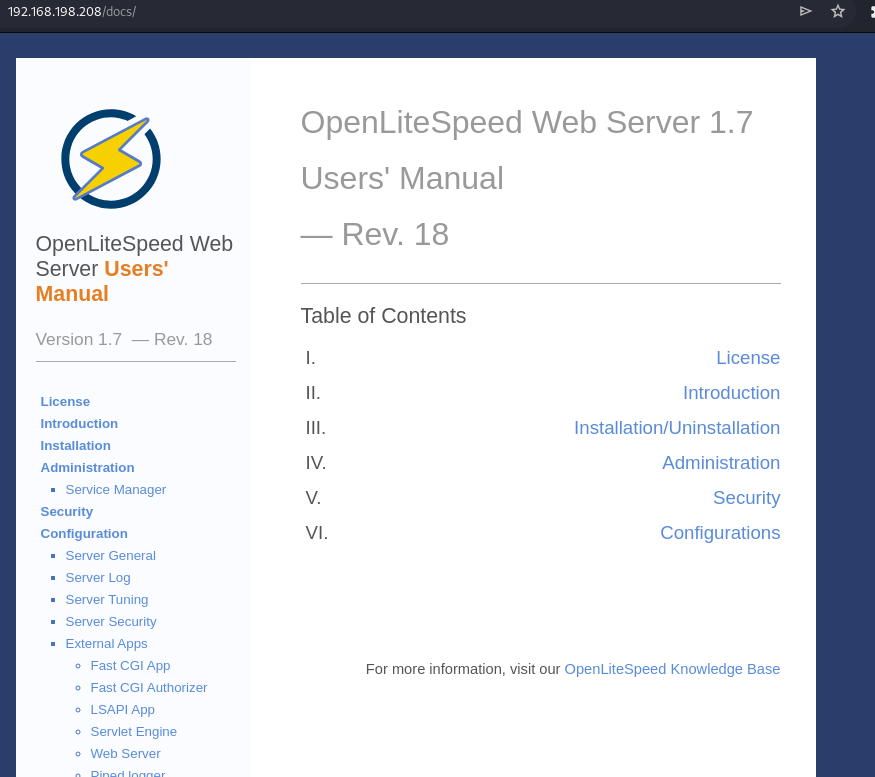 192.168.198.208/docs/
OpenLiteSpeed Web
Server Users'
Manual
Version 1.7 — Rev. 18
License
Introduction
Installation
Administration
Service Manager
Security
Configuration
Server General
Server Log
Server Tuning
Server Security
External Apps
Fast CGI App
Fast CGI Authorizer
LSAPI App
Servlet Engine
Web Server
Piped logger
OpenLiteSpeed Web Server 1.7
Users' Manual
— Rev. 18
Table of Contents
I. License
II. Introduction
III. Installation/Uninstallation
IV. Administration
V. Security
VI. Configurations
For more information, visit our OpenLiteSpeed Knowledge Base